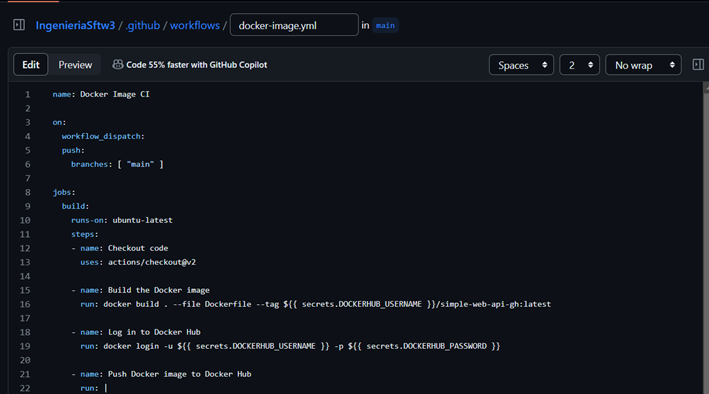 IngenieriaSftw3 / .github / workflows / docker-image.yml in main
Edit Preview Code 55% faster with GitHub Copilot Spaces 2 No wrap
1 name: Docker Image CI
2
3 on:
4 workflow_dispatch:
5 push:
6 branches: [ "main" ]
7
8 jobs:
9 build:
10 runs-on: ubuntu-latest
11 steps:
12 - name: Checkout code
13 uses: actions/checkout@v2
14
15 - name: Build the Docker image
16 run: docker build . --file Dockerfile --tag ${{ secrets.DOCKERHUB_USERNAME }}/simple-web-api-gh:latest
17
18 - name: Log in to Docker Hub
19 run: docker login -u ${{ secrets.DOCKERHUB_USERNAME }} -p ${{ secrets.DOCKERHUB_PASSWORD }}
20
21 - name: Push Docker image to Docker Hub
22 run: |